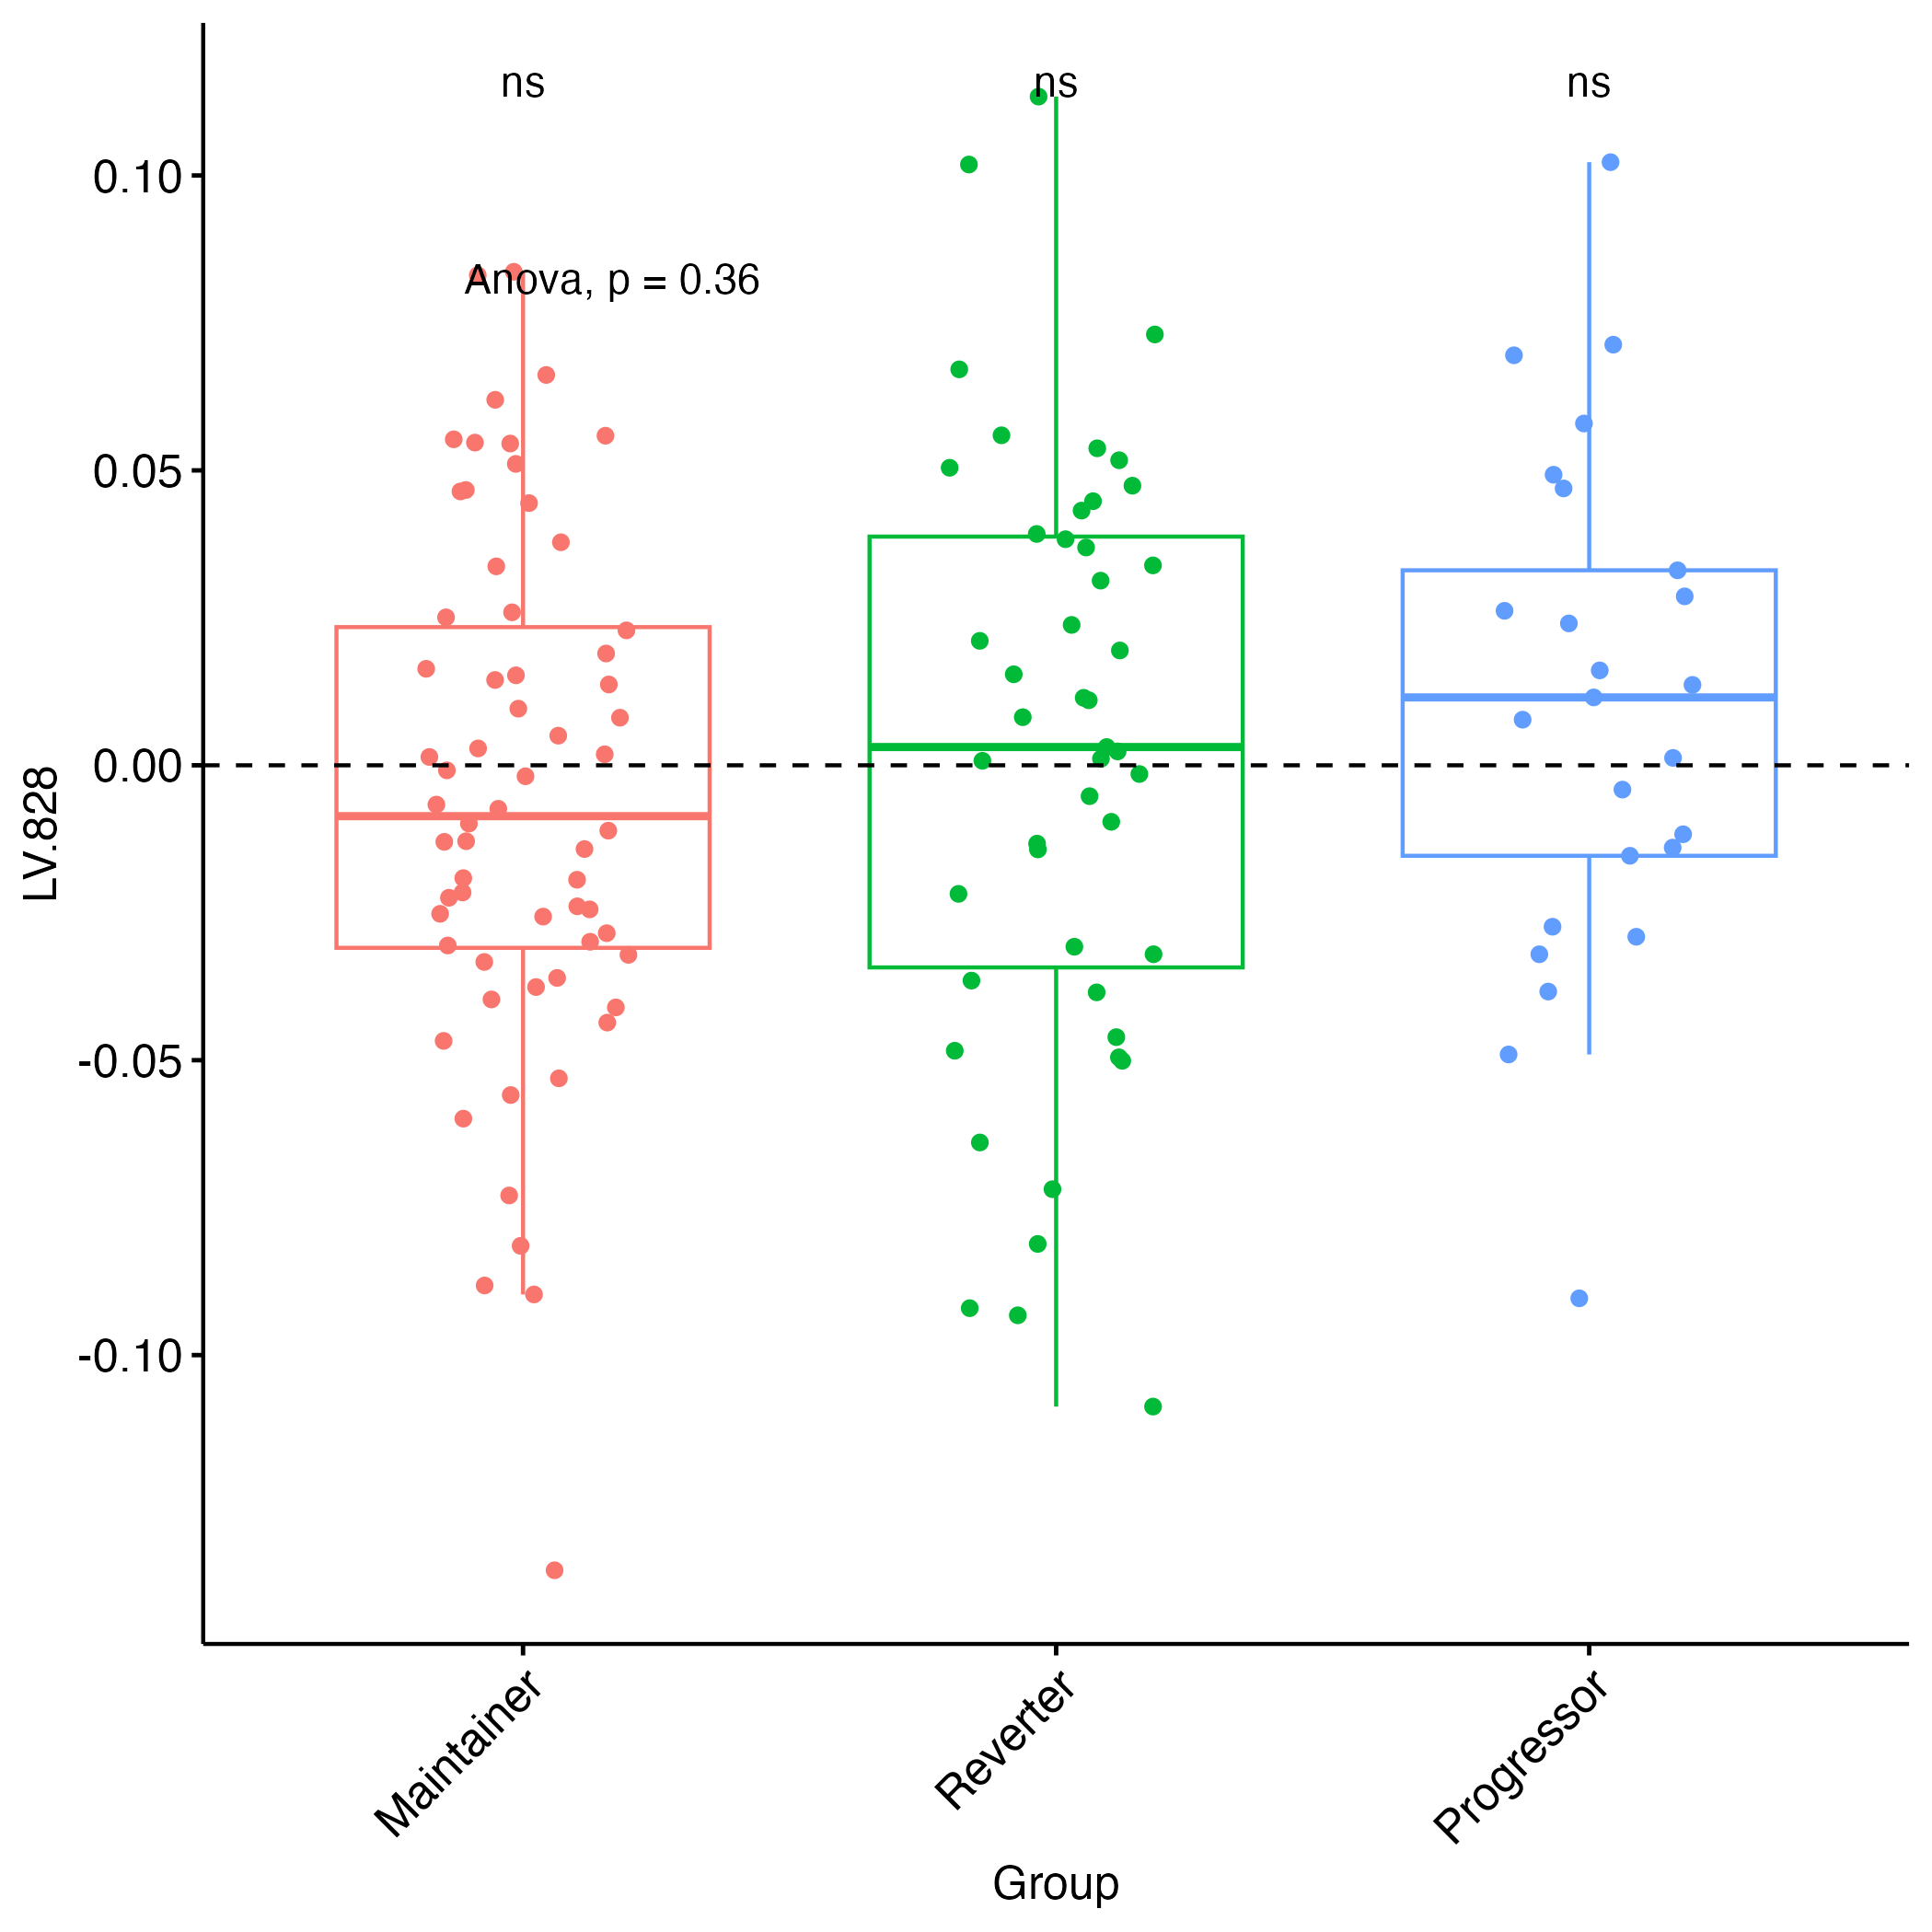 ns
ns
ns
Anova, p = 0.36
0.10
0.05
0.00
-0.05
-0.10
LV.828
Maintainer
Reverter
Progressor
Group